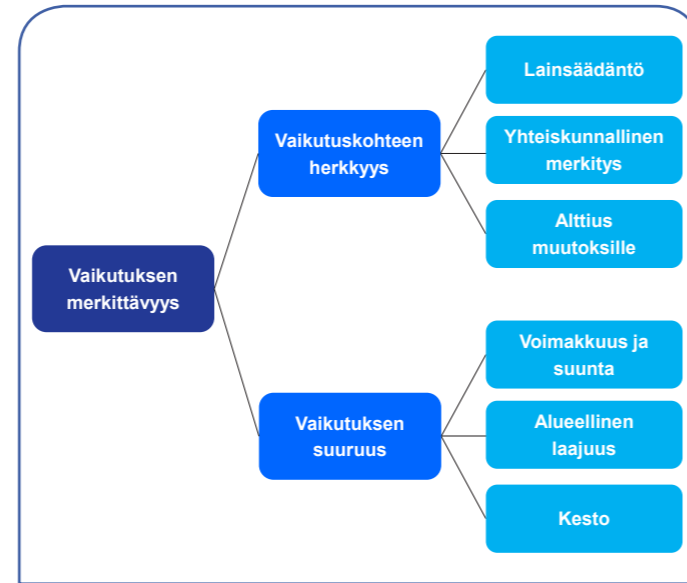 Vaikutuksen
merkittävyys
Vaikutuskohteen
herkkyys
Lainsäädäntö
Yhteiskunnallinen
merkitys
Alttius
muutoksille
Vaikutuksen
suuruus
Voimakkuus ja
suunta
Alueellinen
laajuus
Kesto